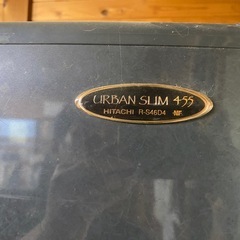 URBAN SLIM 455
HITACHI R-S46D4